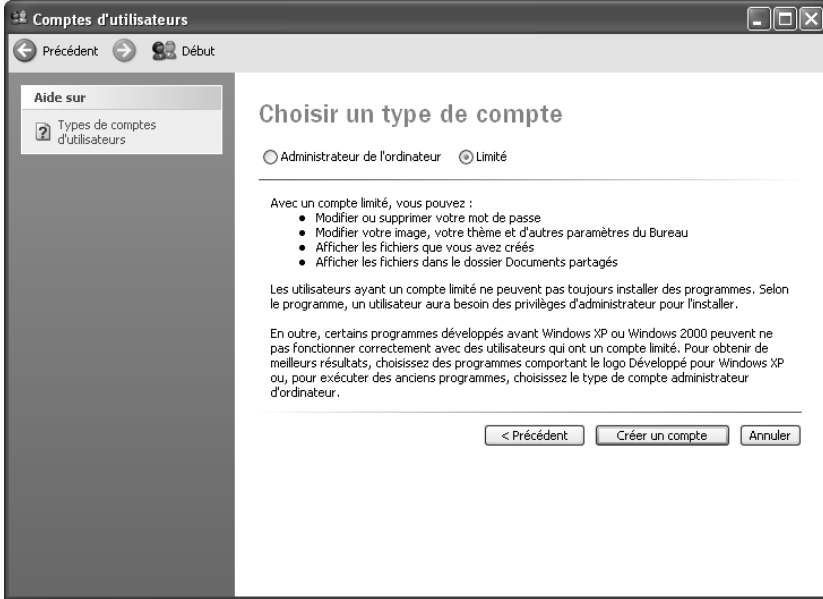 Comptes d'utilisateurs
Précédent
Début
Aide sur
Types de comptes
d'utilisateurs
Choisir un type de compte
Administrateur de l'ordinateur
Limité
Avec un compte limité, vous pouvez :
• Modifier ou supprimer votre mot de passe
• Modifier votre image, votre thème et d'autres paramètres du Bureau
• Afficher les fichiers que vous avez créés
• Afficher les fichiers dans le dossier Documents partagés
Les utilisateurs ayant un compte limité ne peuvent pas toujours installer des programmes. Selon
le programme, un utilisateur aura besoin des privilèges d'administrateur pour l'installer.
En outre, certains programmes développés avant Windows XP ou Windows 2000 peuvent ne
pas fonctionner correctement avec des utilisateurs qui ont un compte limité. Pour obtenir de
meilleurs résultats, choisissez des programmes comportant le logo Développé pour Windows XP
ou, pour exécuter des anciens programmes, choisissez le type de compte administrateur
d'ordinateur.
< Précédent
Créer un compte
Annuler